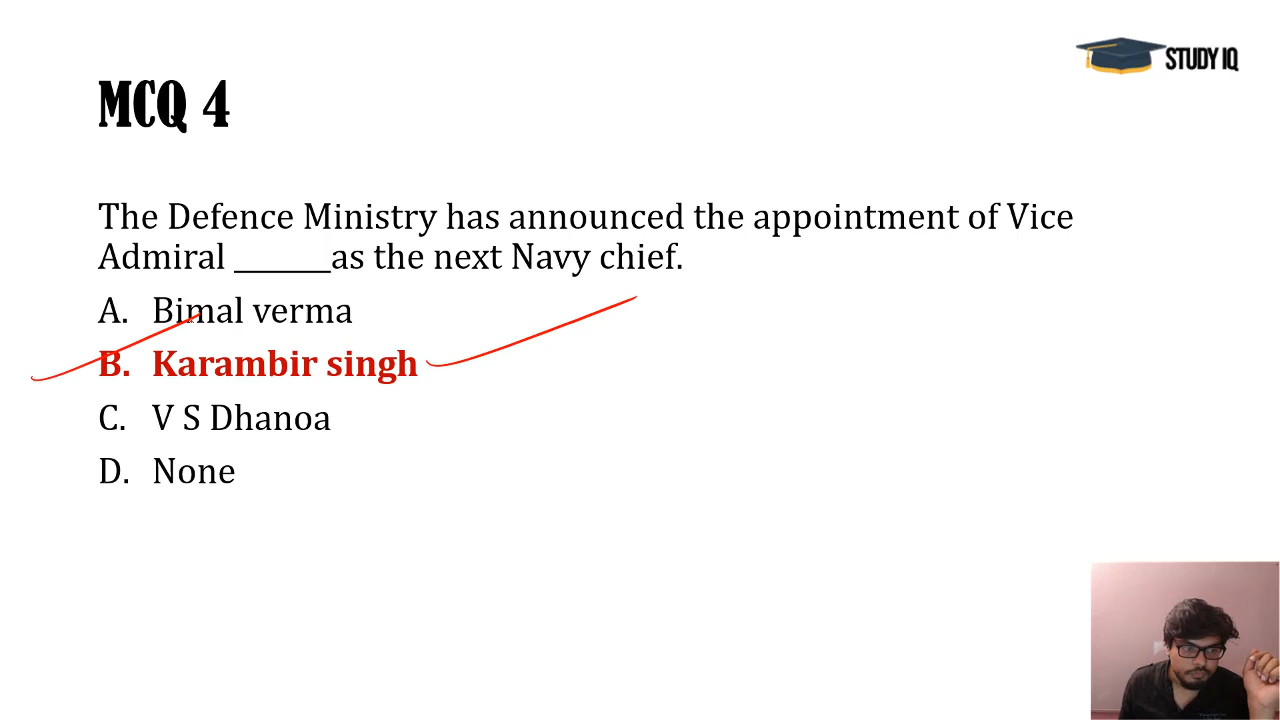 STUDY IQ
MCQ 4
The Defence Ministry has announced the appointment of Vice
Admiral _______as the next Navy chief.
A. Bimal verma
B. Karambir singh
C. V S Dhanoa
D. None